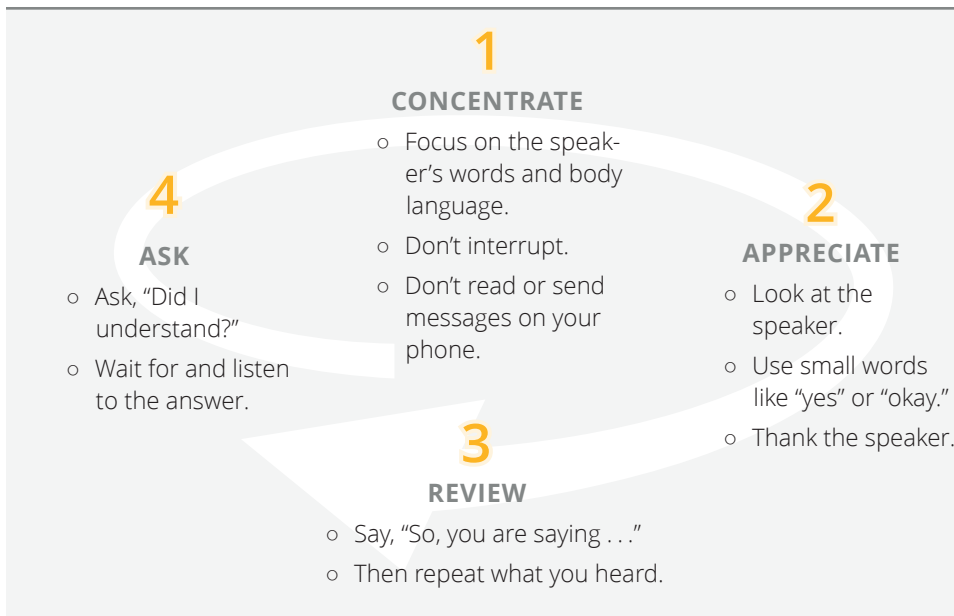 1
CONCENTRATE
○ Focus on the speak-
er’s words and body
language.
○ Don’t interrupt.
○ Don’t read or send
messages on your
phone.
2
APPRECIATE
○ Look at the
speaker.
○ Use small words
like “yes” or “okay.”
○ Thank the speaker.
3
REVIEW
○ Say, “So, you are saying . . .”
○ Then repeat what you heard.
4
ASK
○ Ask, “Did I
understand?”
○ Wait for and listen
to the answer.